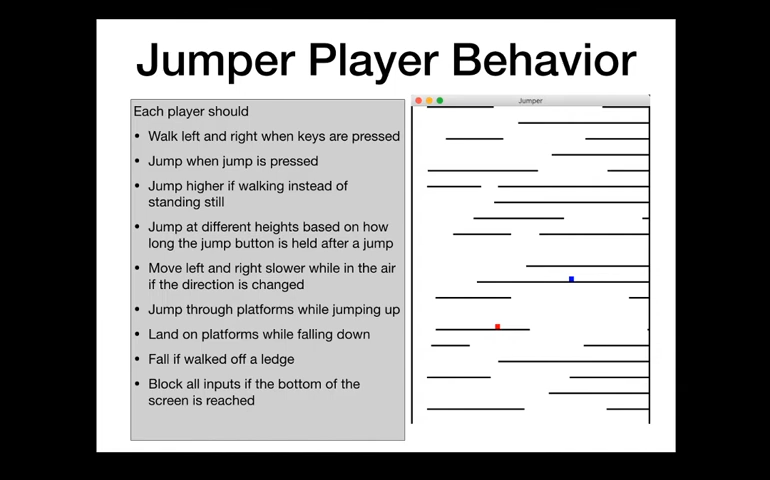 Jumper Player Behavior
Each player should
• Walk left and right when keys are pressed
• Jump when jump is pressed
• Jump higher if walking instead of
standing still
• Jump at different heights based on how
long the jump button is held after a jump
• Move left and right slower while in the air
if the direction is changed
• Jump through platforms while jumping up
• Land on platforms while falling down
• Fall if walked off a ledge
• Block all inputs if the bottom of the
screen is reached
Jumper